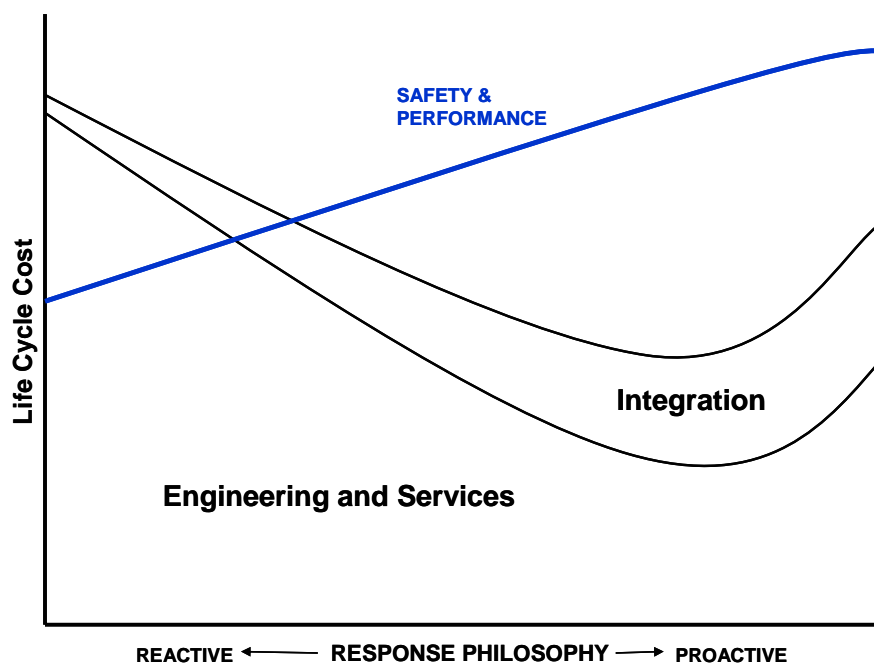 SAFETY &
PERFORMANCE
Life Cycle Cost
Integration
Engineering and Services
REACTIVE RESPONSE PHILOSOPHY PROACTIVE